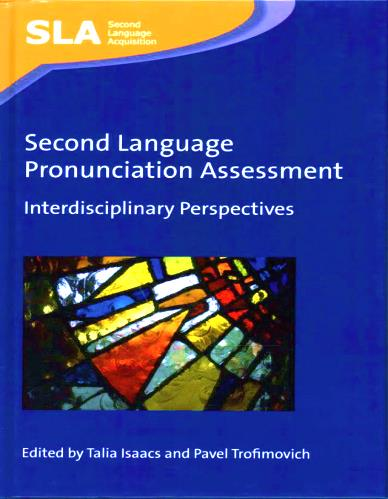 SLA
Second
Language
Acquisition
Second Language
Pronunciation Assessment
Interdisciplinary Perspectives
Edited by Talia Isaacs and Pavel Trofimovich